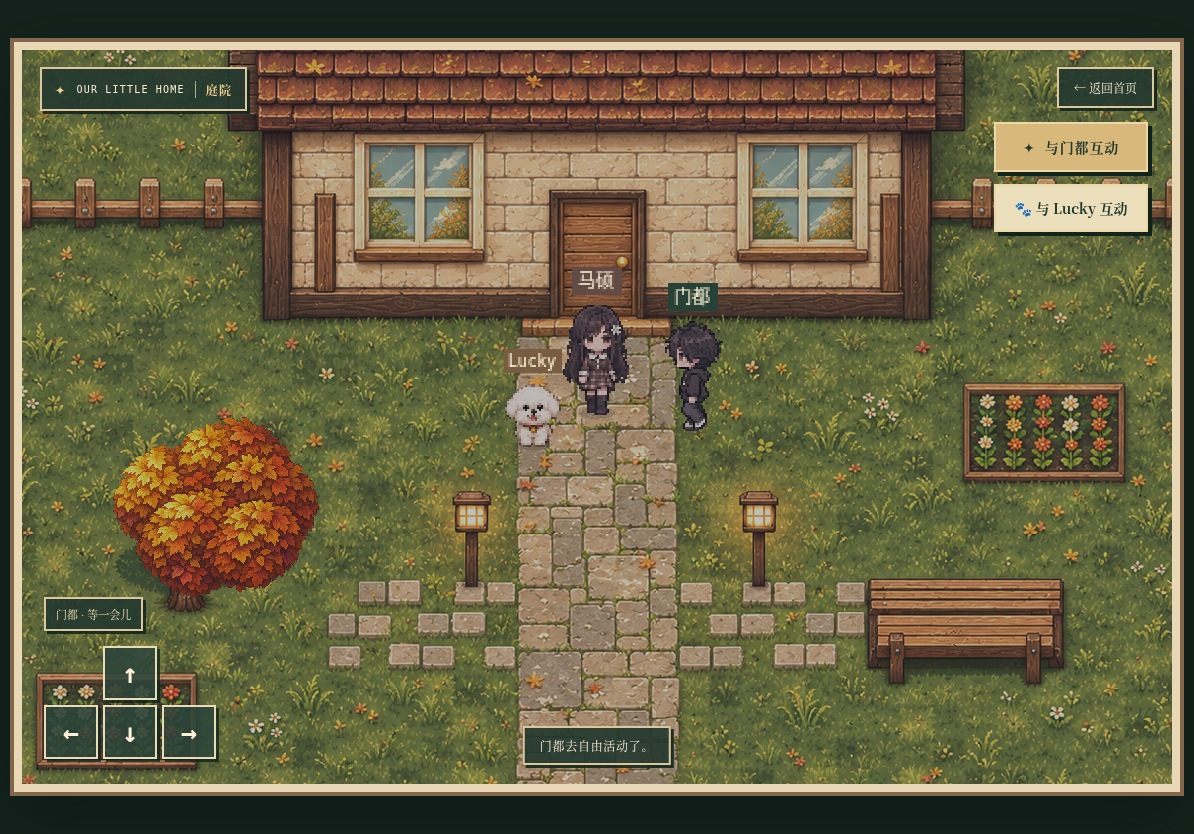 ✦ OUR LITTLE HOME | 庭院
← 返回首页
✦ 与门都互动
🐾 与 Lucky 互动
马硕
门都
Lucky
门都 · 等一会儿
↑
← ↓ →
门都去自由活动了。